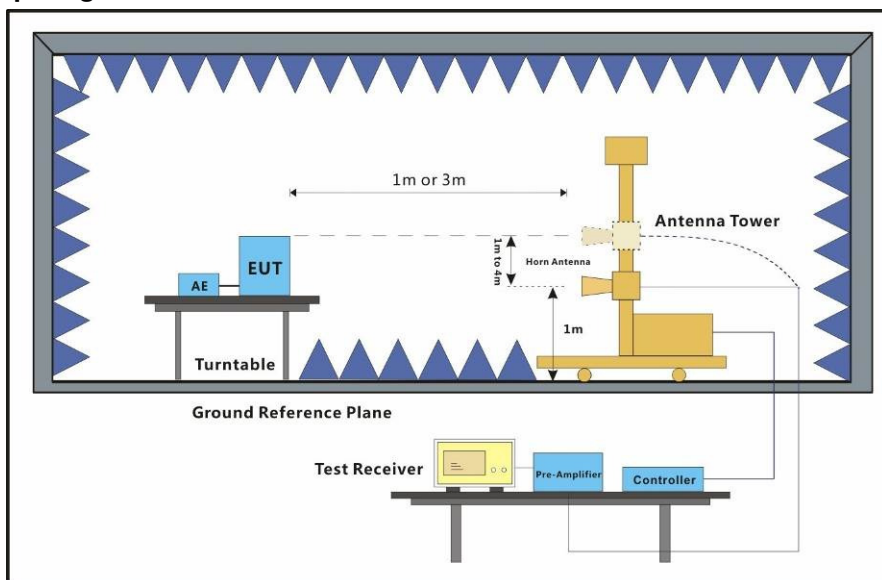 1m or 3m
Antenna Tower
1m to 4m
Horn Antenna
EUT
AE
1m
Turntable
Ground Reference Plane
Test Receiver
Pre-Amplifier
Controller